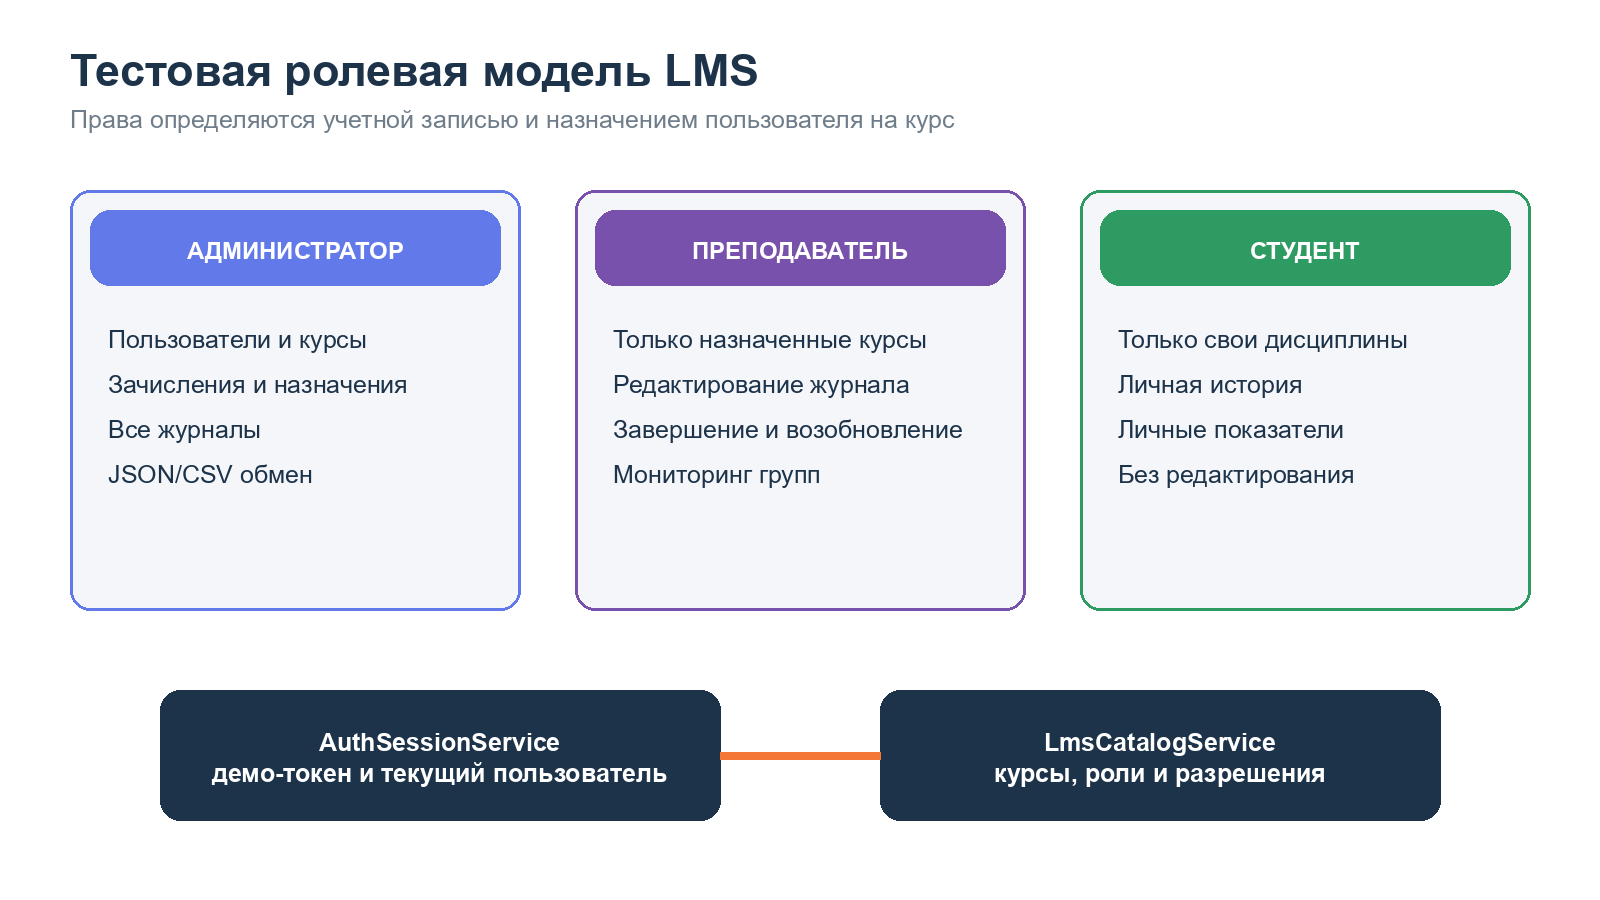 Тестовая ролевая модель LMS
Права определяются учетной записью и назначением пользователя на курс
АДМИНИСТРАТОР
Пользователи и курсы
Зачисления и назначения
Все журналы
JSON/CSV обмен
ПРЕПОДАВАТЕЛЬ
Только назначенные курсы
Редактирование журнала
Завершение и возобновление
Мониторинг групп
СТУДЕНТ
Только свои дисциплины
Личная история
Личные показатели
Без редактирования
AuthSessionService
демо-токен и текущий пользователь
LmsCatalogService
курсы, роли и разрешения